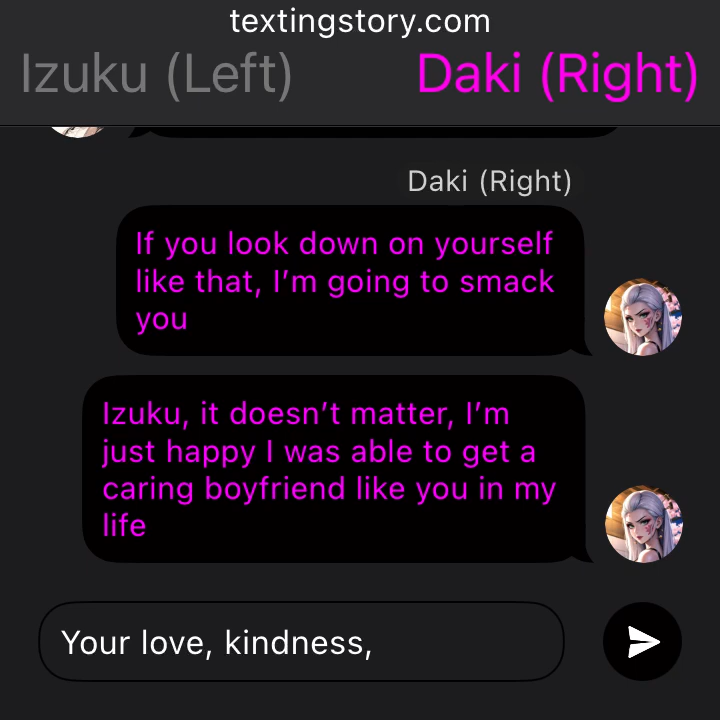 textingstory.com
Izuku (Left) Daki (Right)
Daki (Right)
If you look down on yourself
like that, I’m going to smack
you
Izuku, it doesn’t matter, I’m
just happy I was able to get a
caring boyfriend like you in my
life
Your love, kindness,